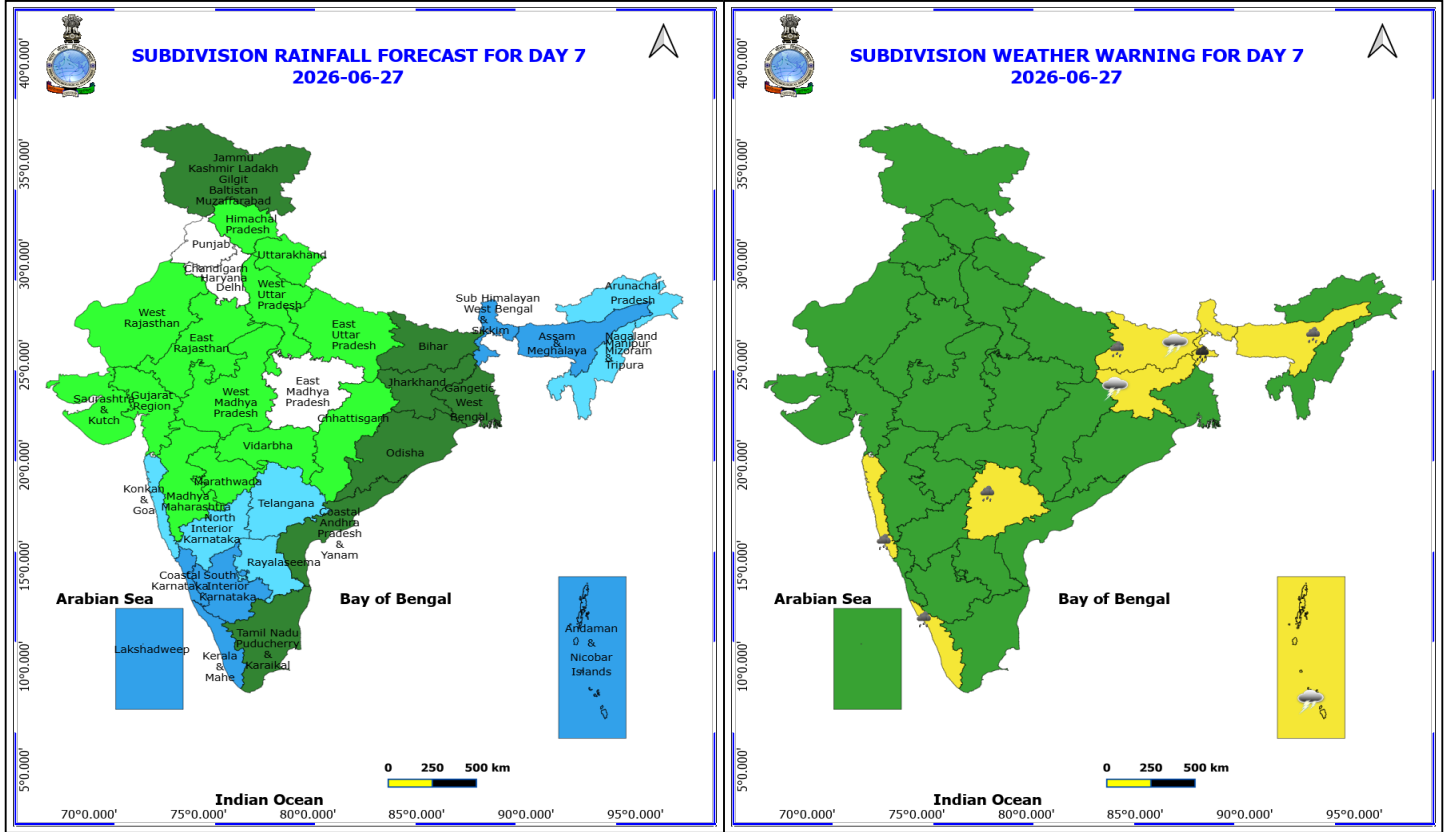 SUBDIVISION RAINFALL FORECAST FOR DAY 7
2026-06-27
40°0.000'
35°0.000'
30°0.000'
25°0.000'
20°0.000'
15°0.000'
10°0.000'
5°0.000'
Jammu
Kashmir Ladakh
Gilgit
Baltistan
Muzaffarabad
Himachal
Pradesh
Punjab
Uttarakhand
Chandigarh
Haryana
Delhi
West
Uttar
Pradesh
West
Rajasthan
East
Rajasthan
East
Uttar
Pradesh
Bihar
Sub Himalayan
West Bengal
&
Sikkim
Arunachal
Pradesh
Assam
&
Meghalaya
Nagaland
Manipur
Mizoram
&
Tripura
Saurashtra
&
Kutch
Gujarat
Region
West
Madhya
Pradesh
East
Madhya
Pradesh
Jharkhand
Gangetic
West
Bengal
Chhattisgarh
Odisha
Vidarbha
Marathwada
Madhya
Maharashtra
Konkan
&
Goa
Telangana
North
Interior
Karnataka
Coastal
Andhra
Pradesh
&
Yanam
Rayalaseema
Coastal
Karnataka
South
Interior
Karnataka
Tamil Nadu
Puducherry
&
Karaikal
Kerala
&
Mahe
Lakshadweep
Andaman
&
Nicobar
Islands
Arabian Sea
Bay of Bengal
Indian Ocean
0 250 500 km
70°0.000' 75°0.000' 80°0.000' 85°0.000' 90°0.000' 95°0.000'
SUBDIVISION WEATHER WARNING FOR DAY 7
2026-06-27
40°0.000'
35°0.000'
30°0.000'
25°0.000'
20°0.000'
15°0.000'
10°0.000'
5°0.000'
Arabian Sea
Bay of Bengal
Indian Ocean
0 250 500 km
70°0.000' 75°0.000' 80°0.000' 85°0.000' 90°0.000' 95°0.000'